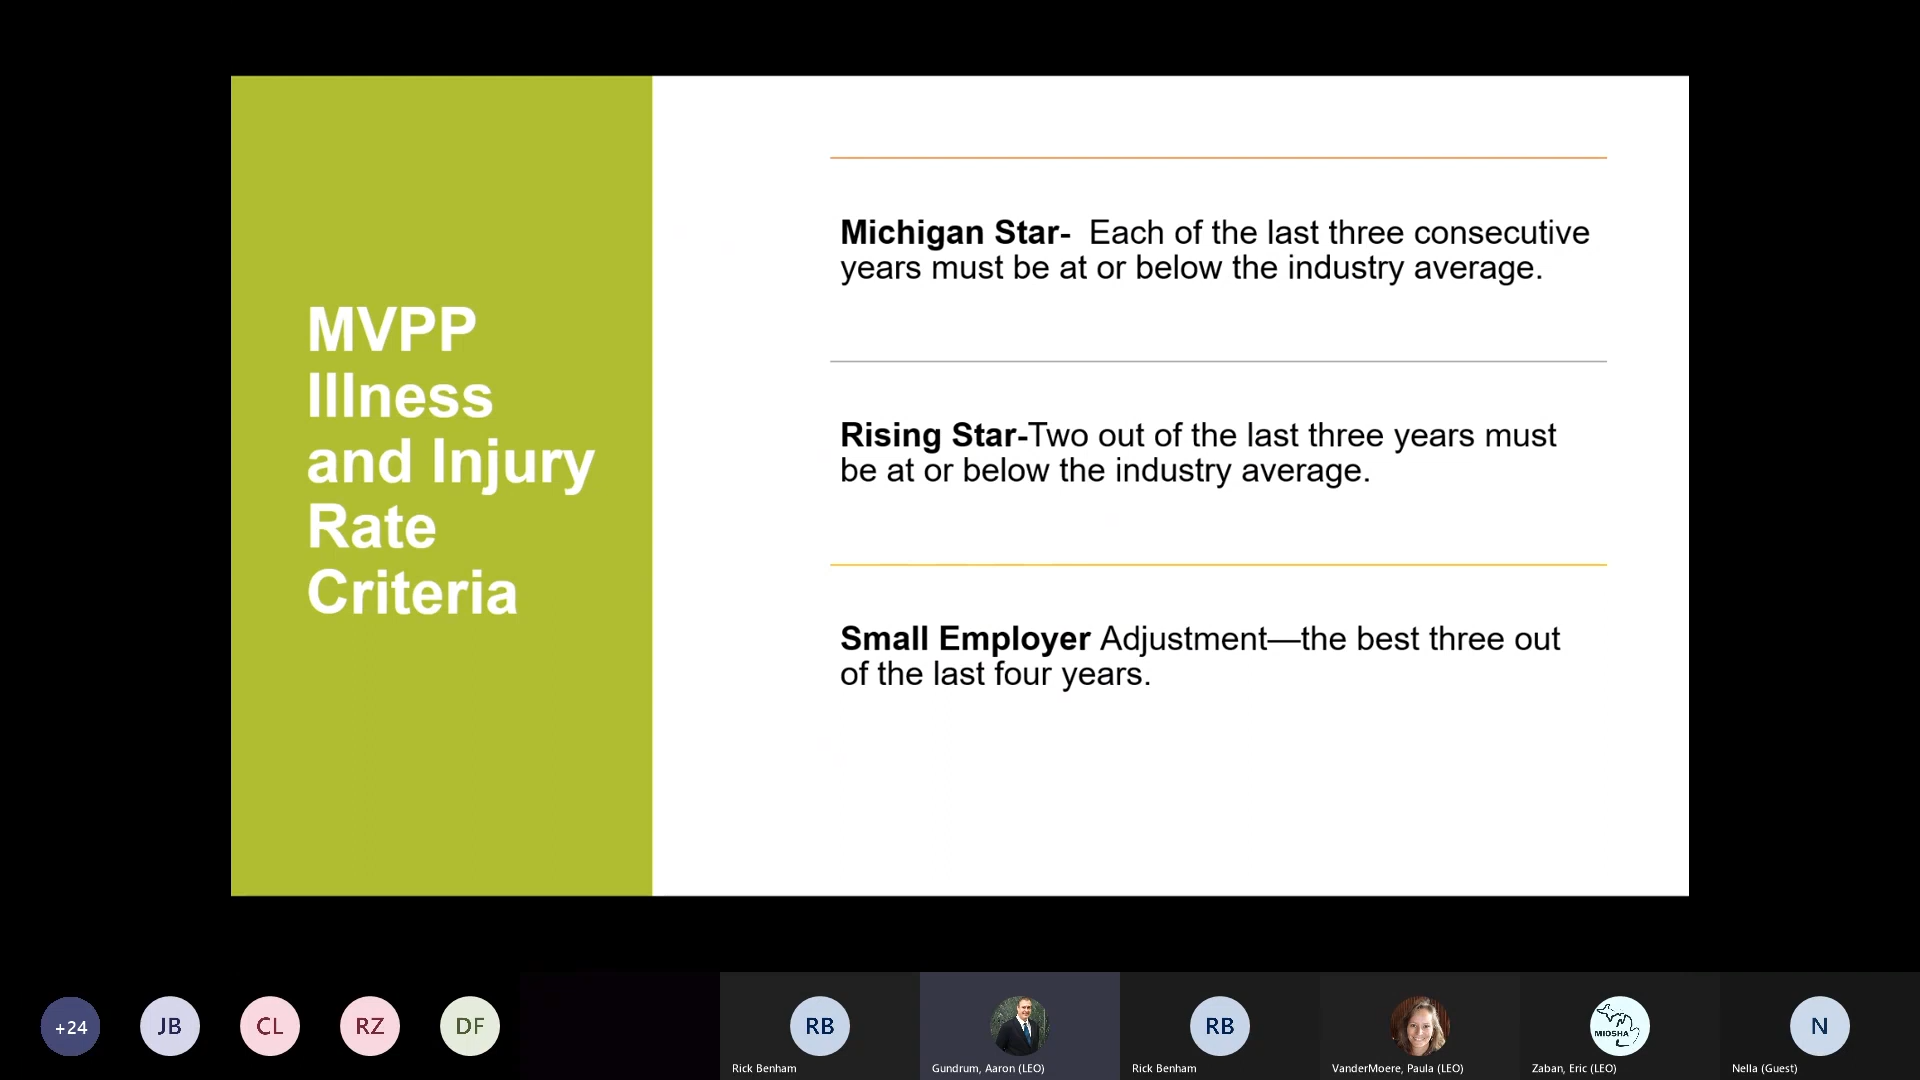 MVPP
Illness
and Injury
Rate
Criteria
Michigan Star-  Each of the last three consecutive
years must be at or below the industry average.
Rising Star-Two out of the last three years must
be at or below the industry average.
Small Employer Adjustment—the best three out
of the last four years.
+24
JB
CL
RZ
DF
RB
Rick Benham
Gundrum, Aaron (LEO)
RB
Rick Benham
VanderMoere, Paula (LEO)
MIOSHA
Zaban, Eric (LEO)
N
Nella (Guest)